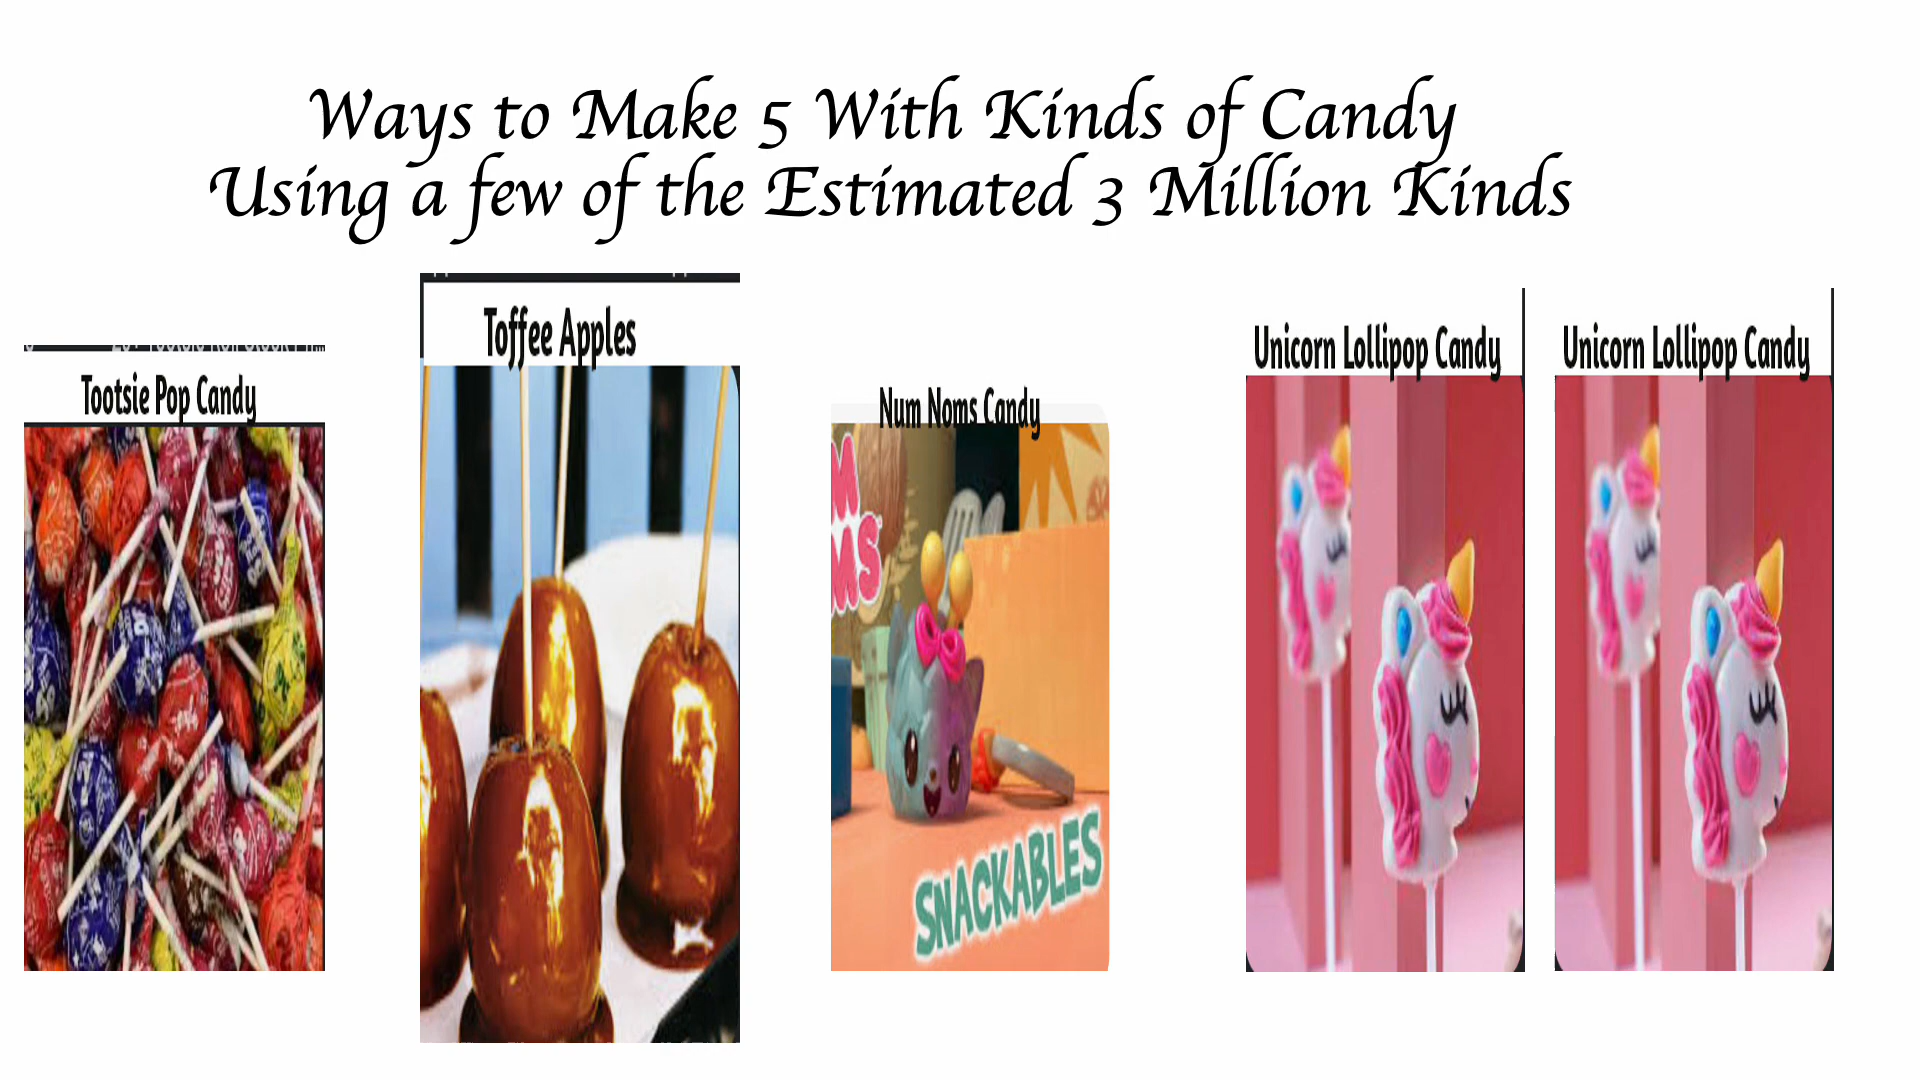 Ways to Make 5 With Kinds of Candy
Using a few of the Estimated 3 Million Kinds
Tootsie Pop Candy
Toffee Apples
Num Noms Candy
Unicorn Lollipop Candy
Unicorn Lollipop Candy
SNACKABLES